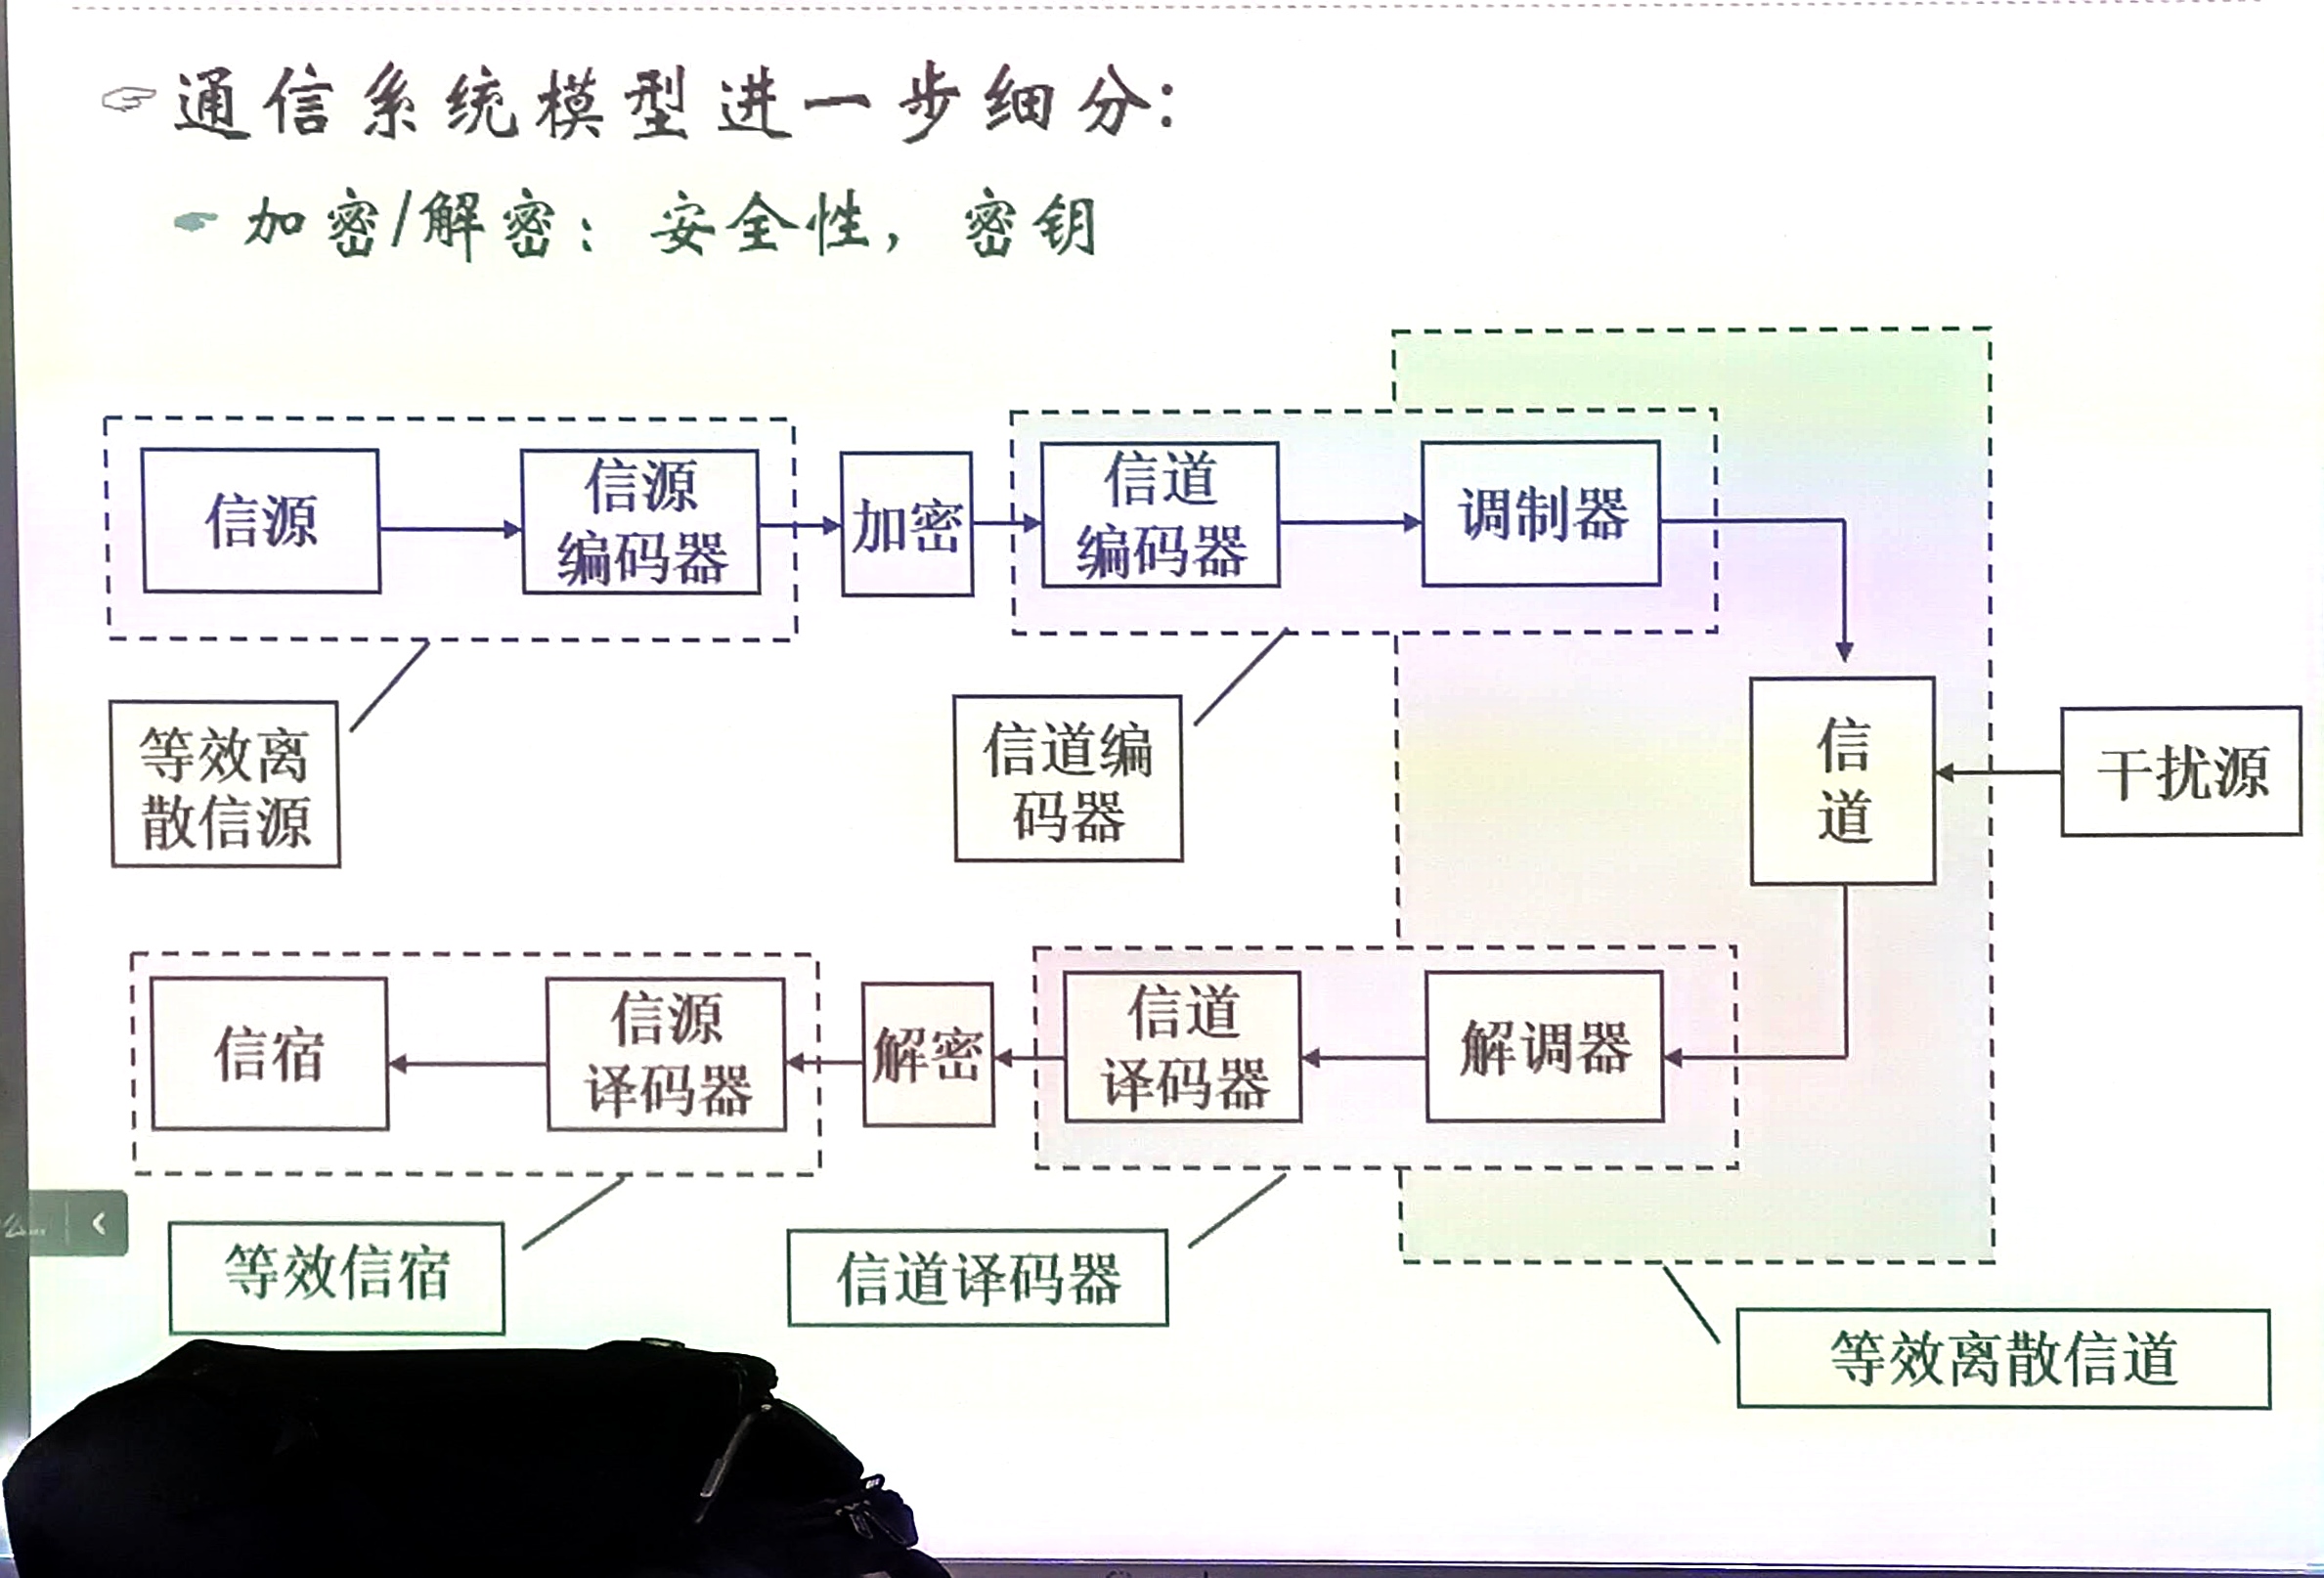 通信系统模型进一步细分:
加密/解密: 安全性, 密钥
信源
信源
编码器
加密
信道
编码器
调制器
等效离
散信源
信道编
码器
信
道
干扰源
信宿
信源
译码器
解密
信道
译码器
解调器
等效信宿
信道译码器
等效离散信道